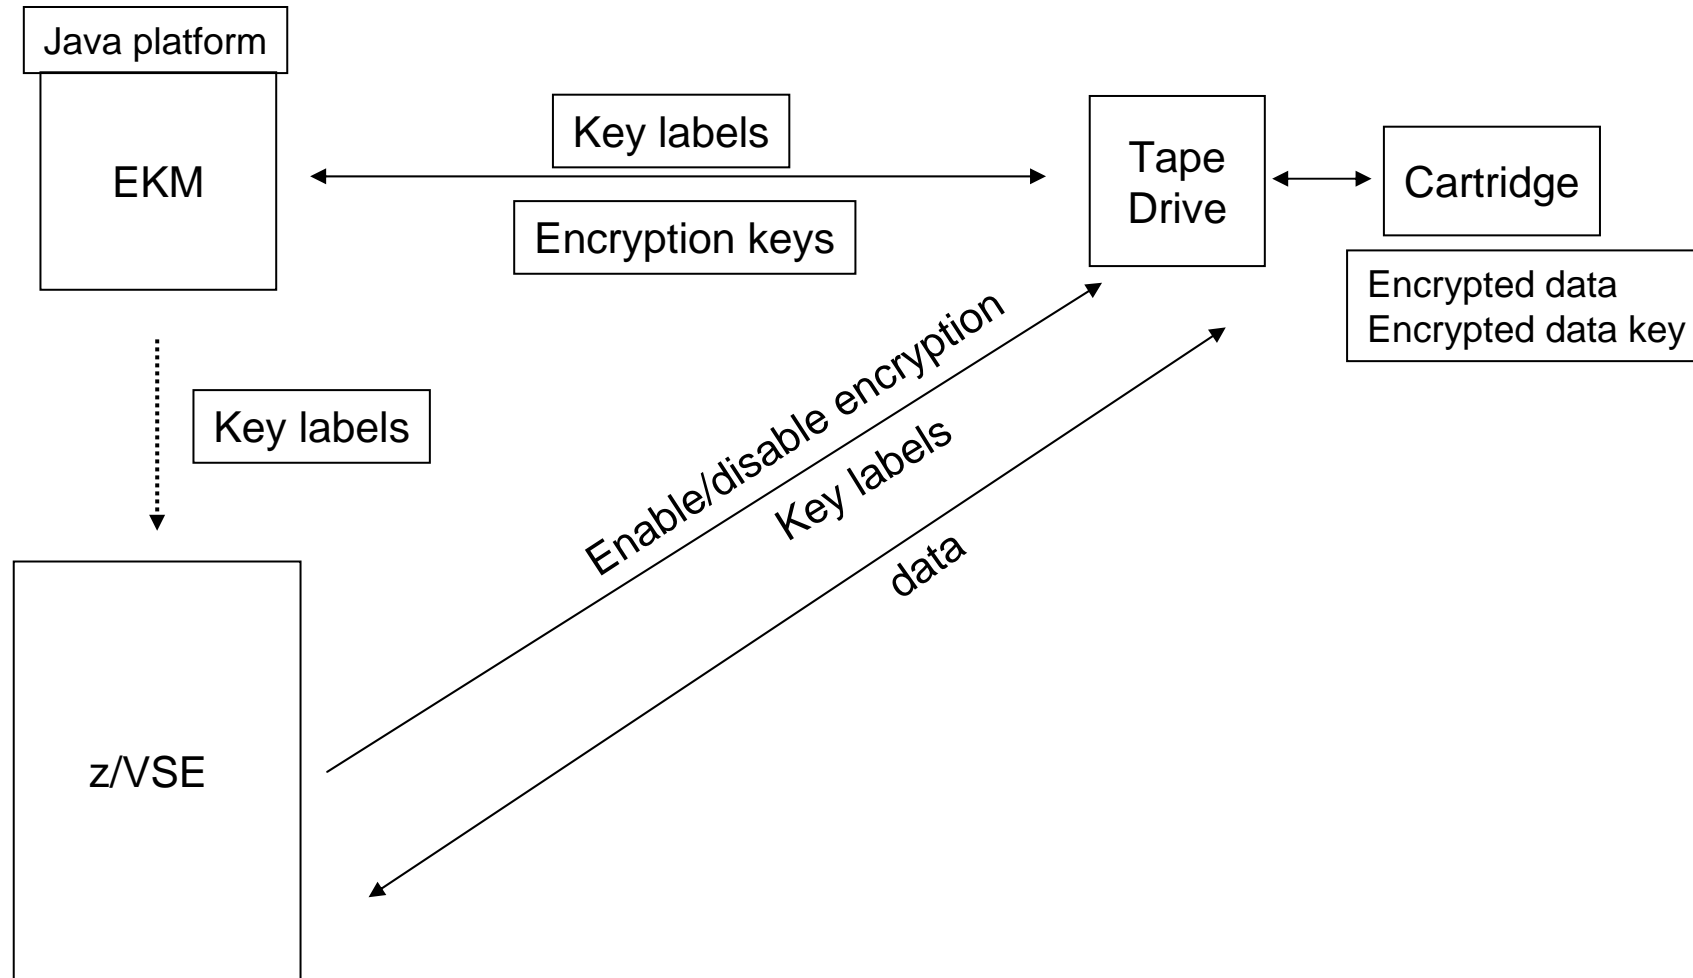 Java platform
EKM
Key labels
Encryption keys
Tape
Drive
Cartridge
Encrypted data
Encrypted data key
Key labels
Enable/disable encryption
Key labels
data
z/VSE